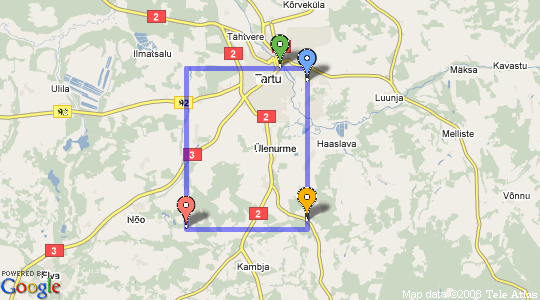 Kõrveküla
2
Tähtvere
Ilmatsalu
2
Tartu
Kavastu
Mäksa
Ülila
Luunja
92
92
2
Melliste
Ülenurme
Haaslava
3
Võnnu
Nõo
2
3
Kambja
POWERED BY
Elva
Google
Map data ©2008 Tele Atlas